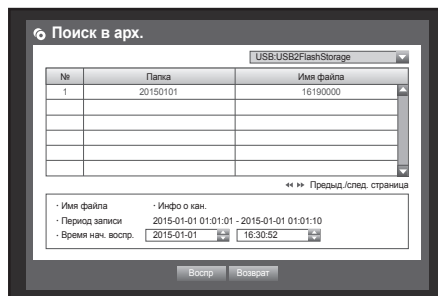 Поиск в арх.
USB:USB2FlashStorage
№ Папка Имя файла
1 20150101 16190000
Предыд./след. страница
· Имя файла · Инфо о кан.
· Период записи 2015-01-01 01:01:01 - 2015-01-01 01:01:10
· Время нач. воспр. 2015-01-01 16:30:52
Воспр Возврат